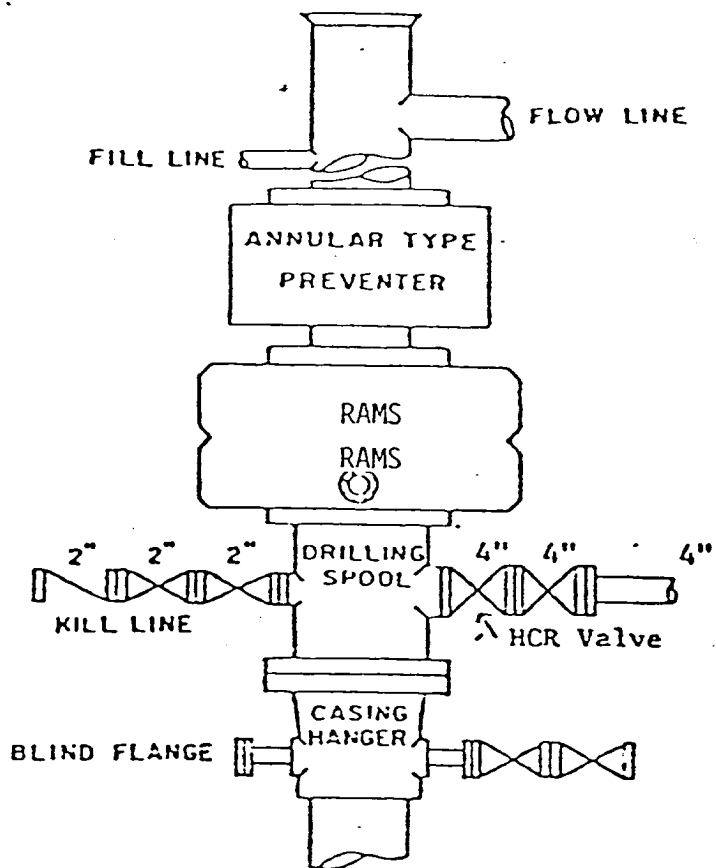 FLOW LINE
FILL LINE
ANNULAR TYPE
PREVENTER
RAMS
RAMS
2" 2" 2"
DRILLING
SPOOL
4" 4" 4"
KILL LINE
HCR Valve
CASING
HANGER
BLIND FLANGE